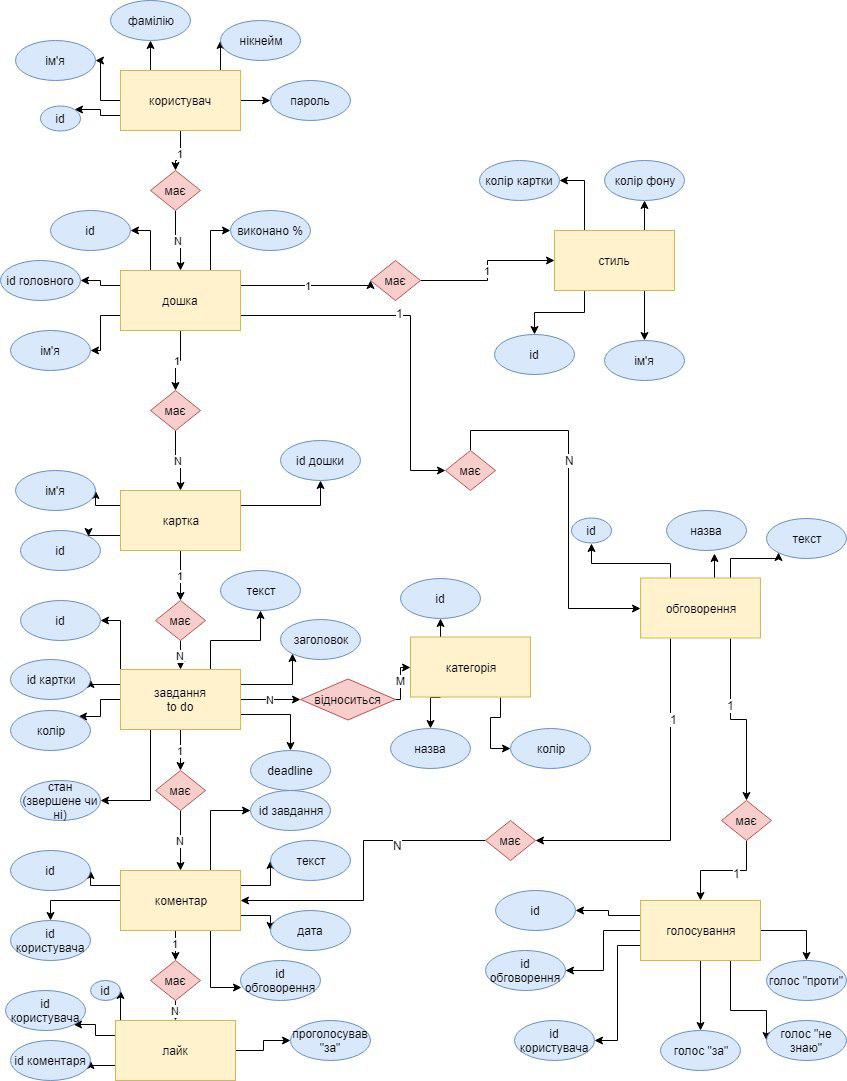 фамілію
нікнейм
ім'я
користувач
пароль
id
1
має
колір картки
колір фону
N
id
виконано %
стиль
id головного
має
1
дошка
1
1
ім'я
id
ім'я
1
має
N
id дошки
має
N
ім'я
картка
id
id
назва
текст
1
текст
id
обговорення
id
має
заголовок
N
категорія
id картки
завдання
to do
N
відноситься
M
колір
1
1
назва
колір
1
deadline
стан
(звершене чи
ні)
має
id завдання
має
N
має
N
текст
id
коментар
1
id
голосування
дата
id
користувача
1
id
обговорення
має
id
обговорення
голос "проти"
id
id
користувача
N
проголосував
"за"
id
користувача
голос "за"
голос "не
знаю"
id коментаря
лайк